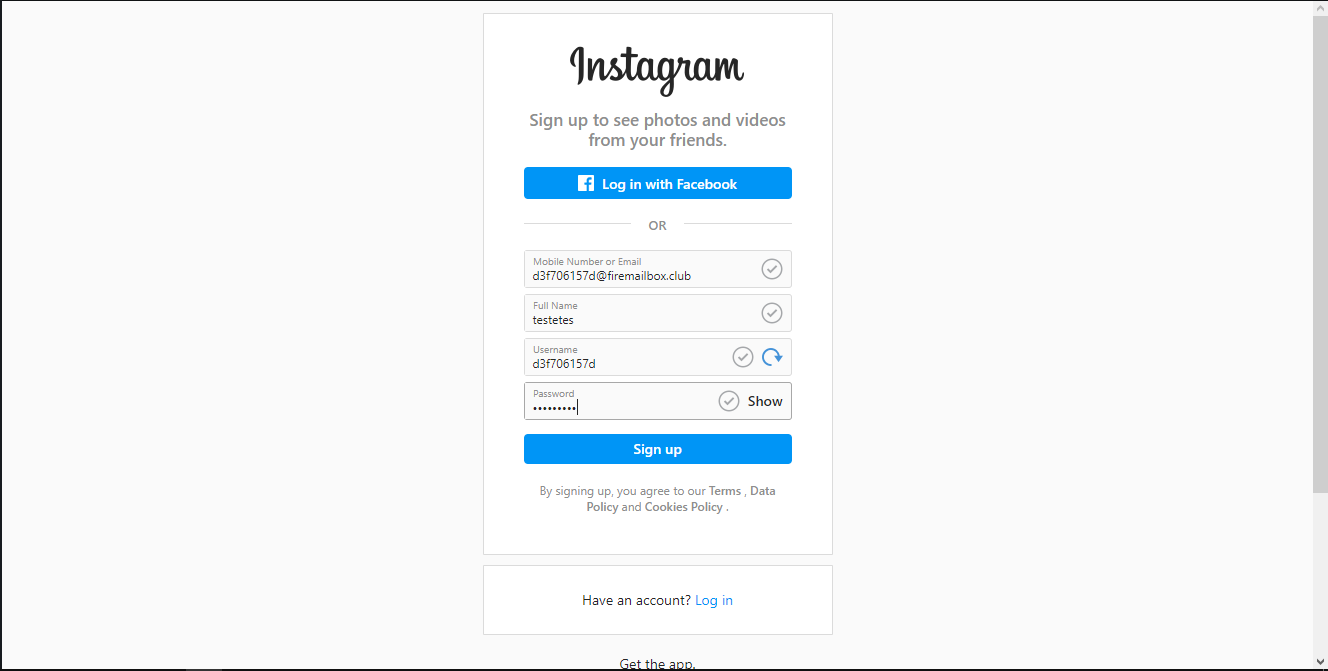 Instagram
Sign up to see photos and videos
from your friends.
Log in with Facebook
OR
Mobile Number or Email
d3f706157d@firemailbox.club
Full Name
testetes
Username
d3f706157d
Password
•••••••••
Show
Sign up
By signing up, you agree to our Terms , Data
Policy and Cookies Policy .
Have an account? Log in
Get the app.